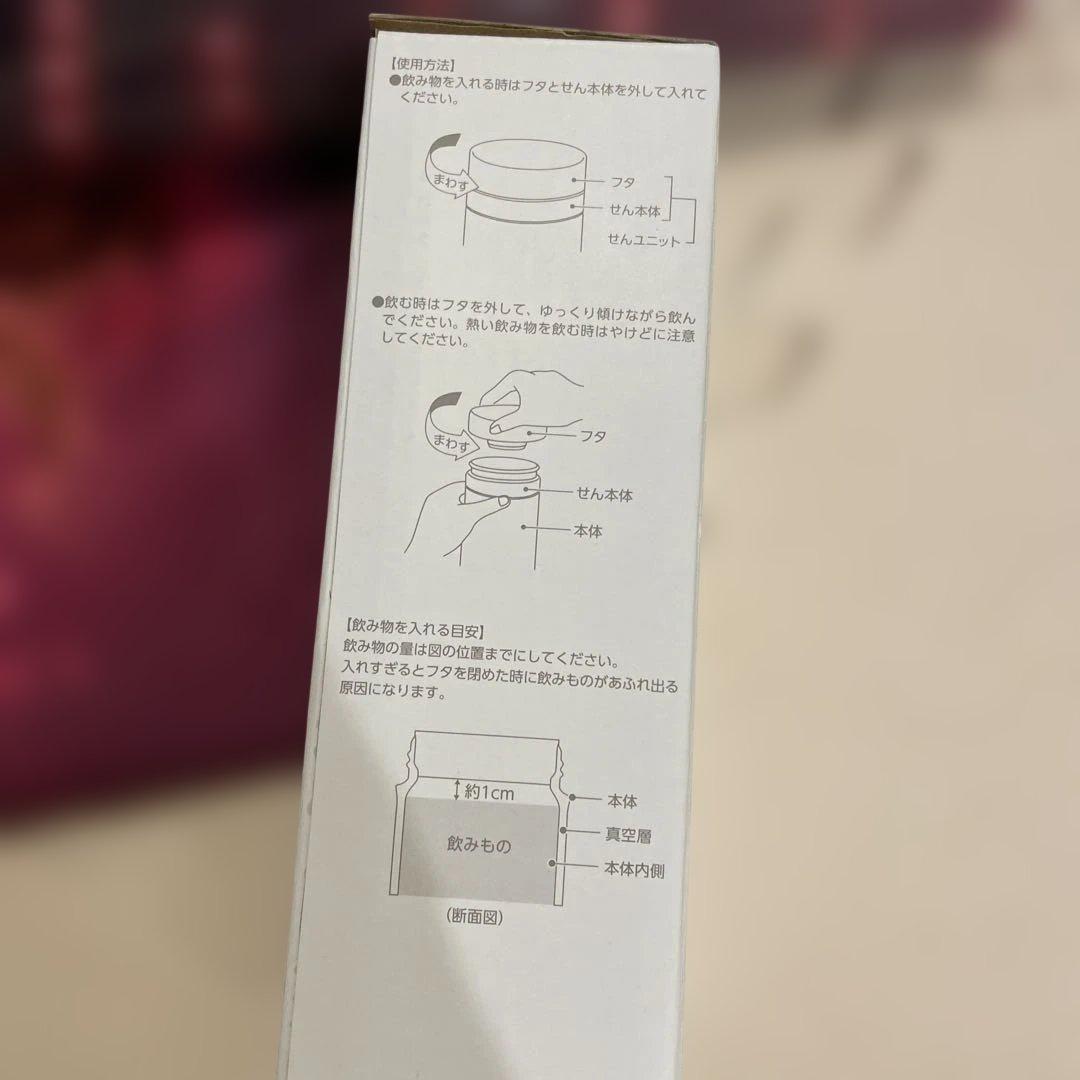 【使用方法】
●飲み物を入れる時はフタとせん本体を外して入れて
ください。
まわす
フタ
せん本体
せんユニット
●飲む時はフタを外して、ゆっくり傾けながら飲ん
でください。熱い飲み物を飲む時はやけどに注意
してください。
まわす
フタ
せん本体
本体
【飲み物を入れる目安】
飲み物の量は図の位置までにしてください。
入れすぎるとフタを閉めた時に飲みものがあふれ出る
原因になります。
約1cm
本体
真空層
飲みもの
本体内側
(断面図)